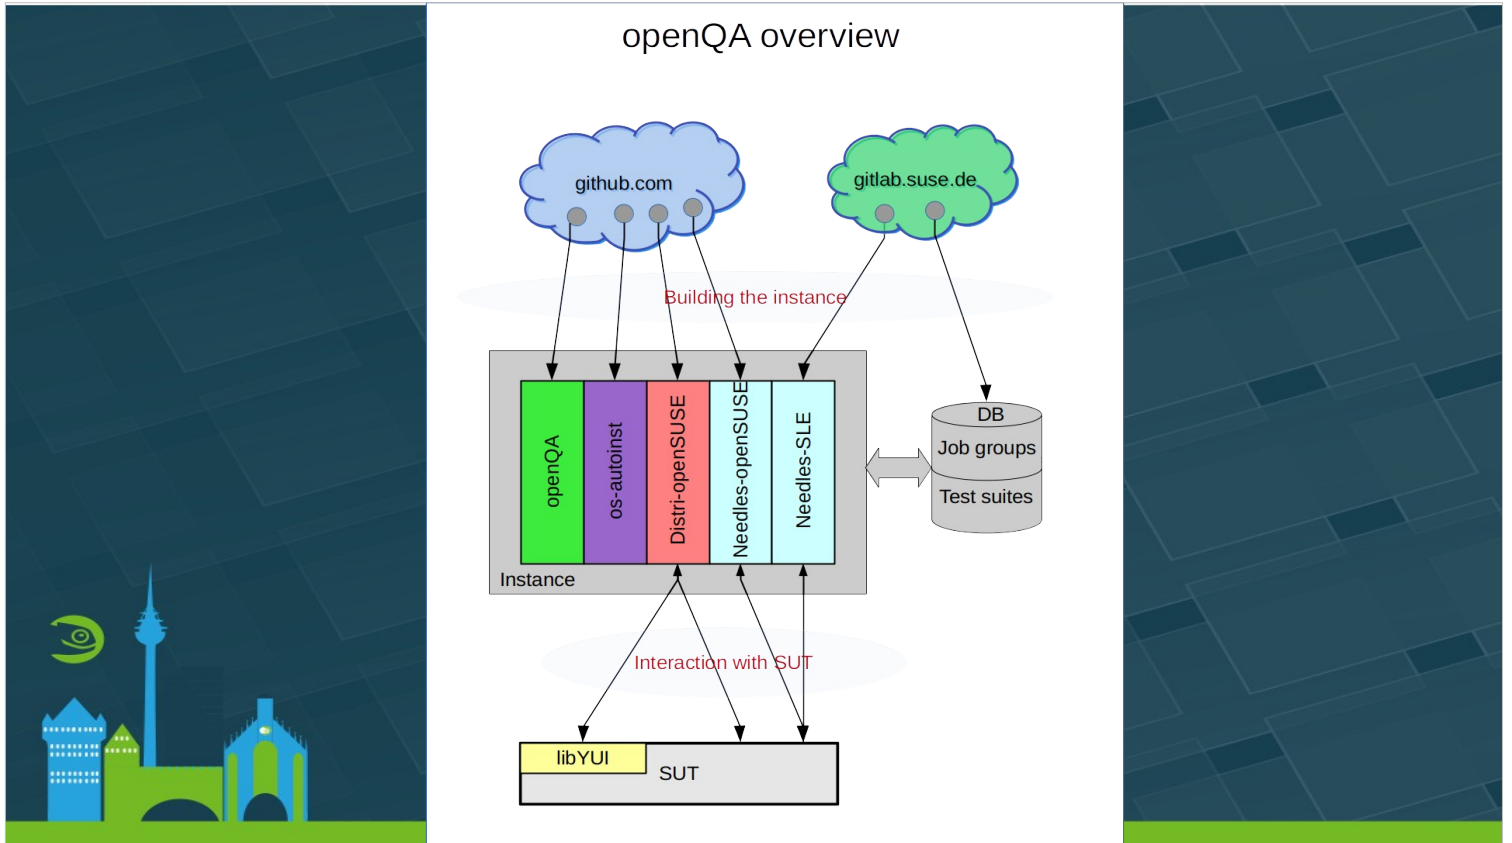 openQA overview
github.com
gitlab.suse.de
Building the instance
openQA
os-autoinst
Distri-openSUSE
Needles-openSUSE
Needles-SLE
Instance
DB
Job groups
Test suites
Interaction with SUT
libYUI
SUT